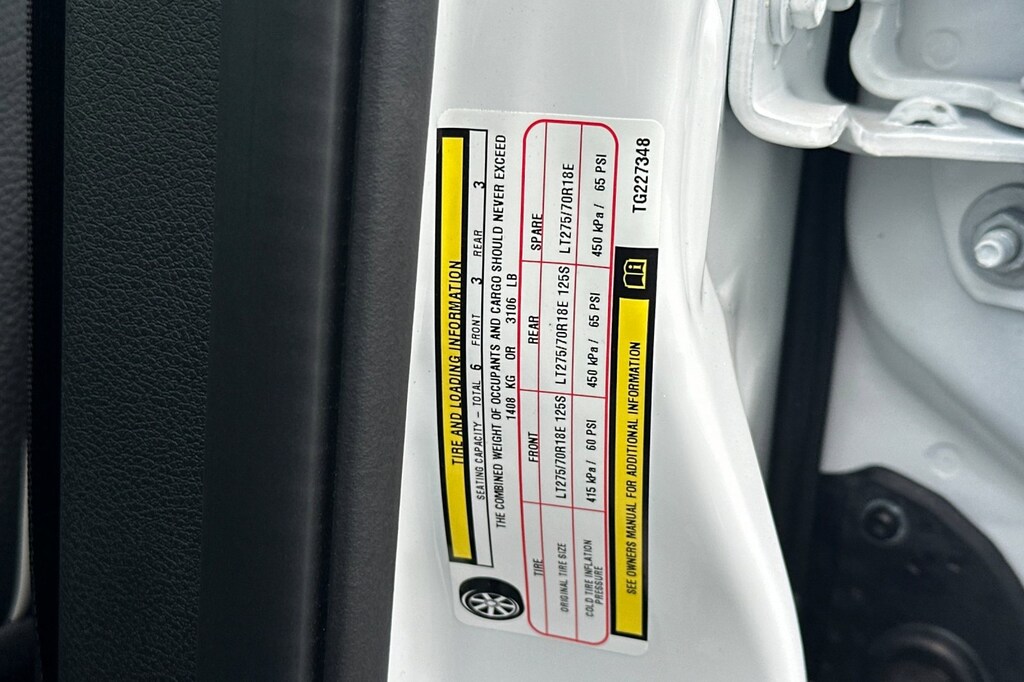 TIRE AND LOADING INFORMATION
SEATING CAPACITY - TOTAL 6 FRONT 3 REAR 3
THE COMBINED WEIGHT OF OCCUPANTS AND CARGO SHOULD NEVER EXCEED
1408 KG OR 3106 LB
TIRE FRONT REAR SPARE
ORIGINAL TIRE SIZE LT275/70R18E 125S LT275/70R18E 125S LT275/70R18E
COLD TIRE INFLATION PRESSURE 415 kPa/ 60 PSI 450 kPa/ 65 PSI 450 kPa/ 65 PSI
SEE OWNERS MANUAL FOR ADDITIONAL INFORMATION
TG227348